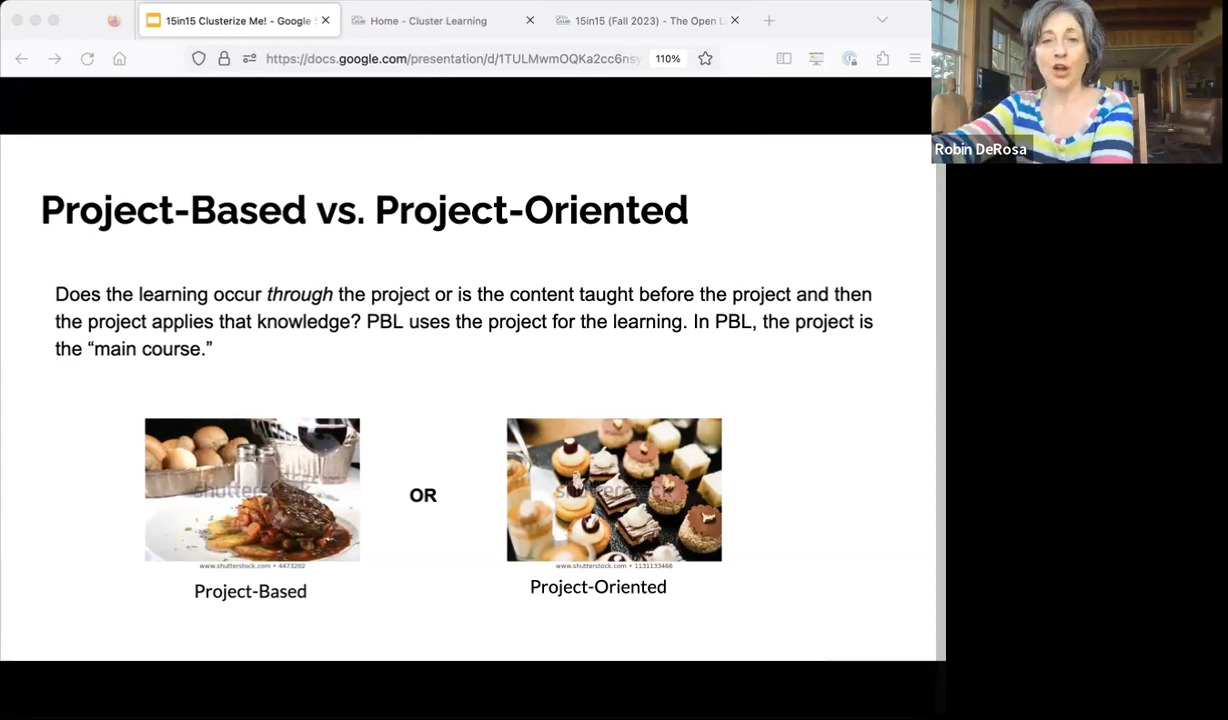 15in15 Clusterize Me! - Google
Home - Cluster Learning
15in15 (Fall 2023) - The Open
https://docs.google.com/presentation/d/1TULMwmOQKa2cc6nsy
110%
Robin DeRosa
Project-Based vs. Project-Oriented
Does the learning occur through the project or is the content taught before the project and then
the project applies that knowledge? PBL uses the project for the learning. In PBL, the project is
the “main course.”
shutterstock
shutterstock
OR
www.shutterstock.com • 4473202
www.shutterstock.com • 1131133466
Project-Based
Project-Oriented